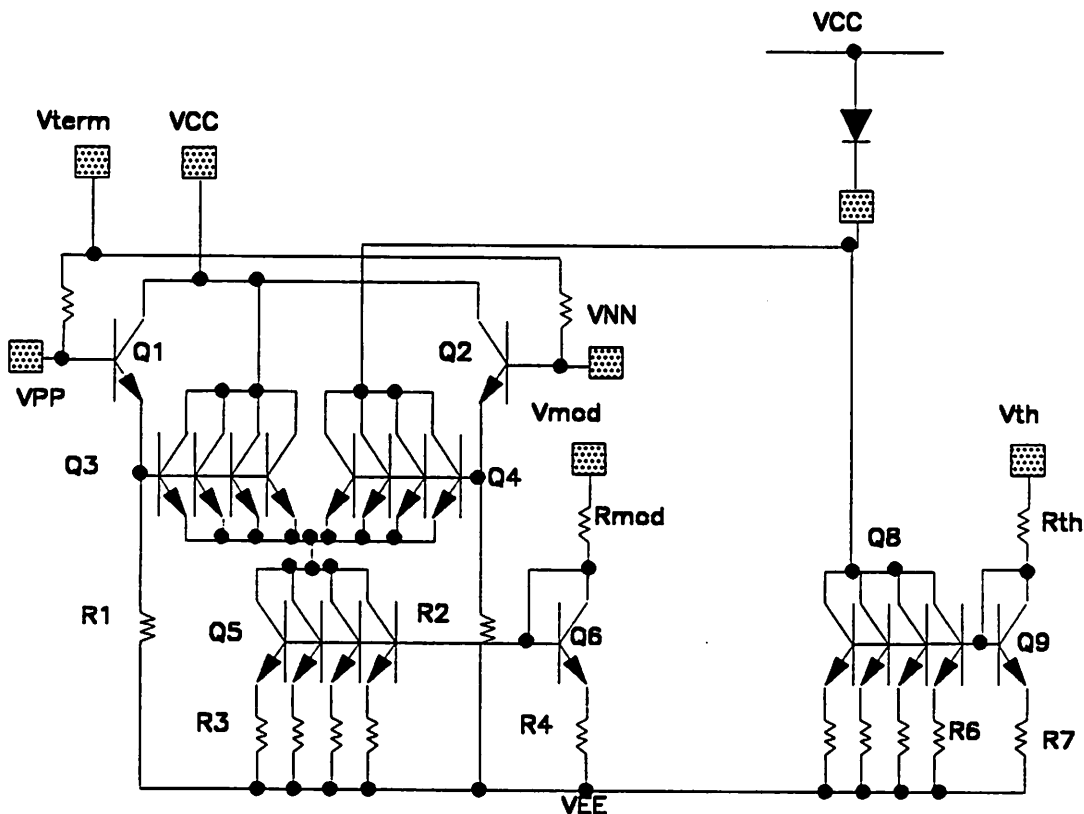 VCC
Vterm
VCC
VNN
Q1
Q2
VPP
Vmod
Vth
Q3
Q4
Rmod
Rth
Q8
R1
Q5
R2
Q6
Q9
R3
R4
R6
R7
VEE